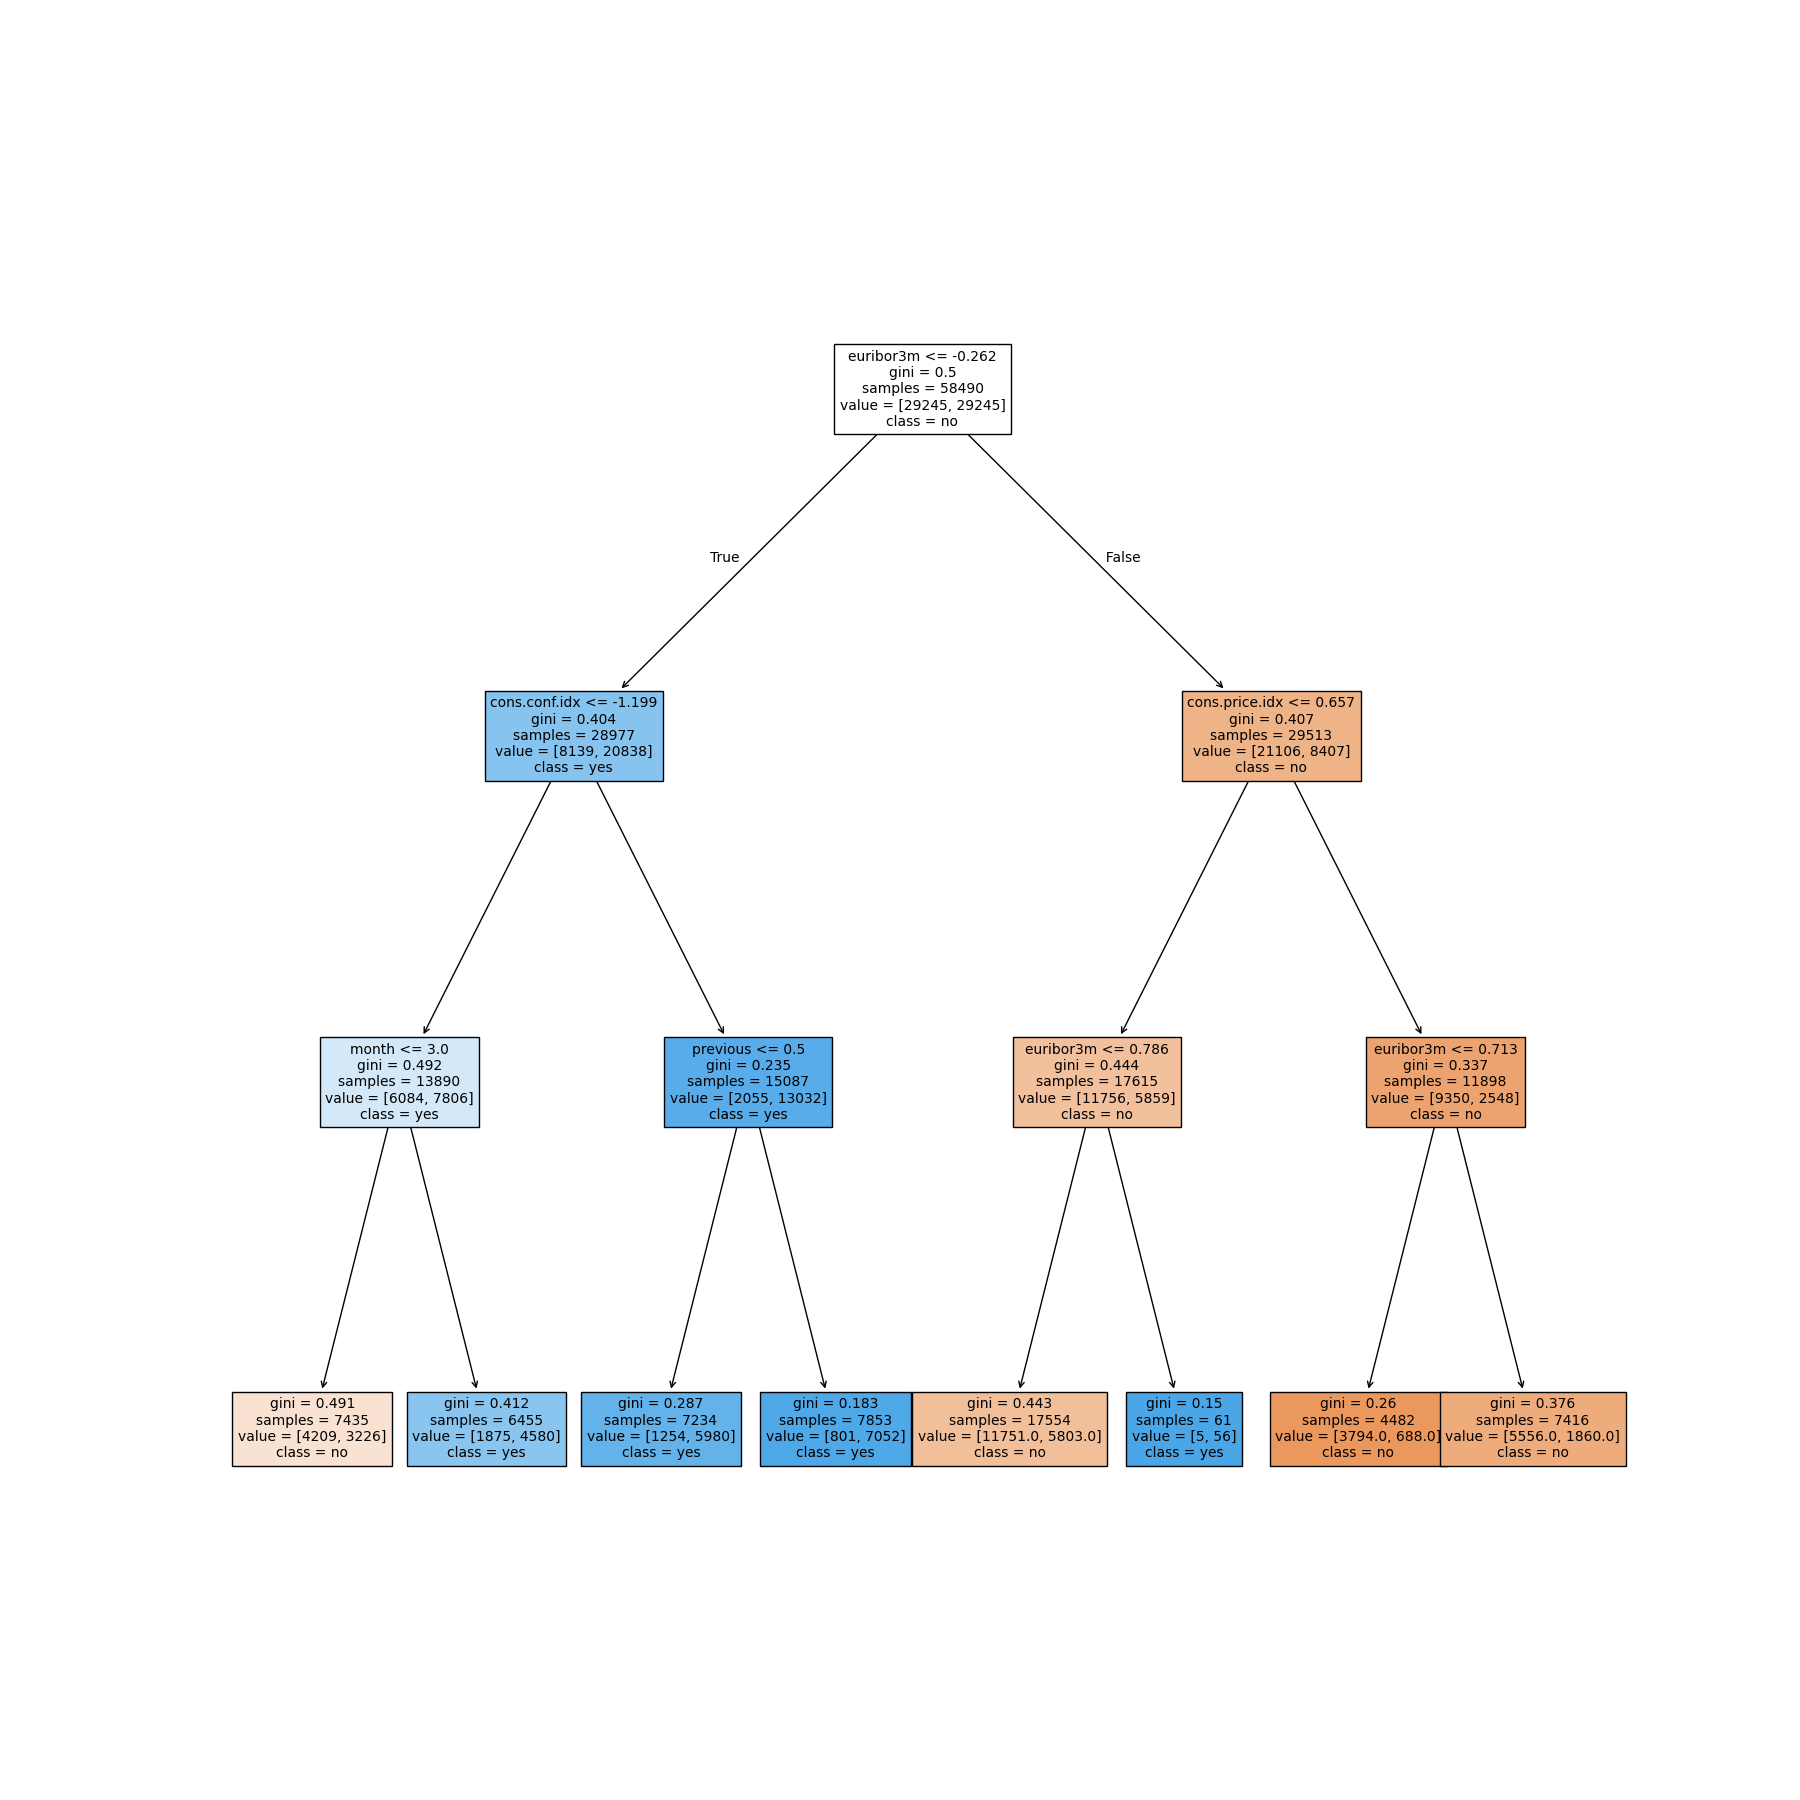 euribor3m <= -0.262
gini = 0.5
samples = 58490
value = [29245, 29245]
class = no
True
False
cons.conf.idx <= -1.199
gini = 0.404
samples = 28977
value = [8139, 20838]
class = yes
cons.price.idx <= 0.657
gini = 0.407
samples = 29513
value = [21106, 8407]
class = no
month <= 3.0
gini = 0.492
samples = 13890
value = [6084, 7806]
class = yes
previous <= 0.5
gini = 0.235
samples = 15087
value = [2055, 13032]
class = yes
euribor3m <= 0.786
gini = 0.444
samples = 17615
value = [11756, 5859]
class = no
euribor3m <= 0.713
gini = 0.337
samples = 11898
value = [9350, 2548]
class = no
gini = 0.491
samples = 7435
value = [4209, 3226]
class = no
gini = 0.412
samples = 6455
value = [1875, 4580]
class = yes
gini = 0.287
samples = 7234
value = [1254, 5980]
class = yes
gini = 0.183
samples = 7853
value = [801, 7052]
class = yes
gini = 0.443
samples = 17554
value = [11751.0, 5803.0]
class = no
gini = 0.15
samples = 61
value = [5, 56]
class = yes
gini = 0.26
samples = 4482
value = [3794.0, 688.0]
class = no
gini = 0.376
samples = 7416
value = [5556.0, 1860.0]
class = no